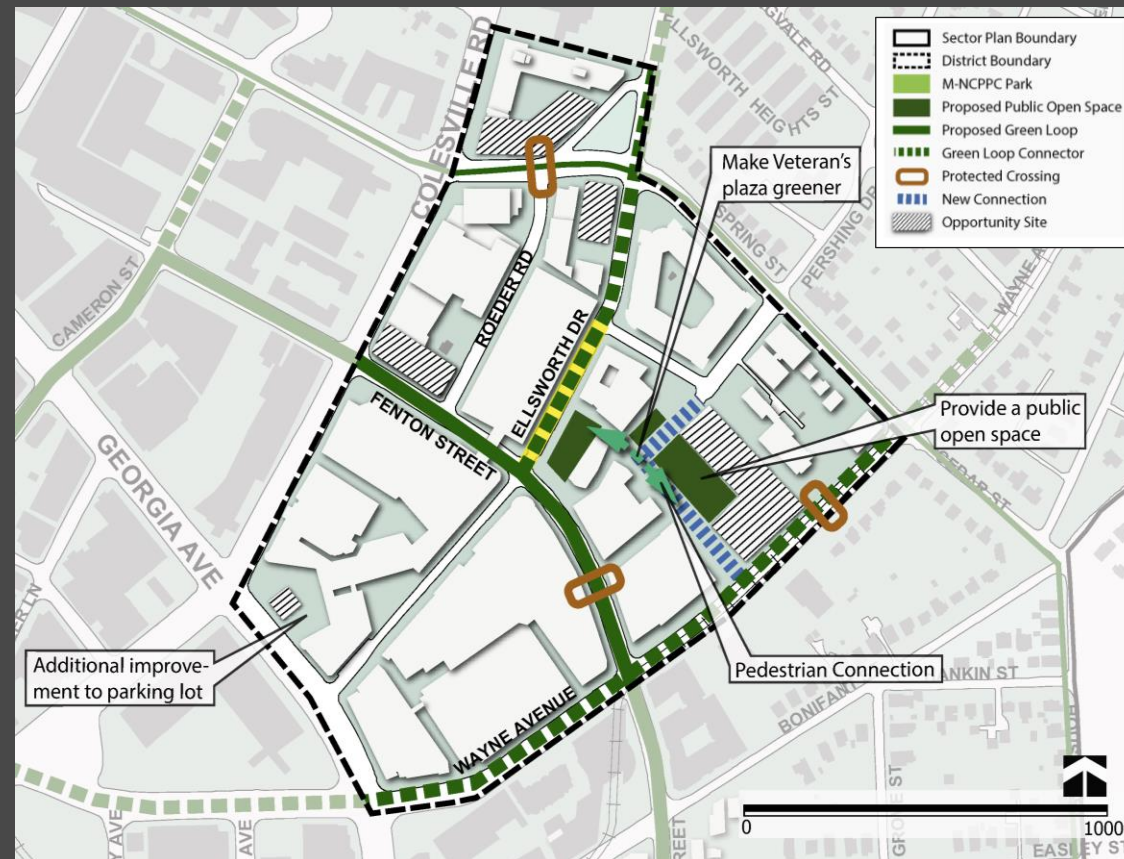 COLESVILLE RD
ELLSWORTH HEIGHTS ST
Sector Plan Boundary
District Boundary
M-NCPPC Park
Proposed Public Open Space
Proposed Green Loop
Green Loop Connector
Protected Crossing
New Connection
Opportunity Site
Make Veteran's
plaza greener
SPRING ST
PERSHING DR
WAYNE A
CAMERON ST
ROEDER RD
ELLSWORTH DR
FENTON STREET
GEORGIA AVE
Provide a public
open space
CEDAR ST
Additional improve-
ment to parking lot
Pedestrian Connection
WAYNE AVENUE
BONIFANT
RANKIN ST
GROVE ST
AVE
REET
0
1000
EASLEY ST